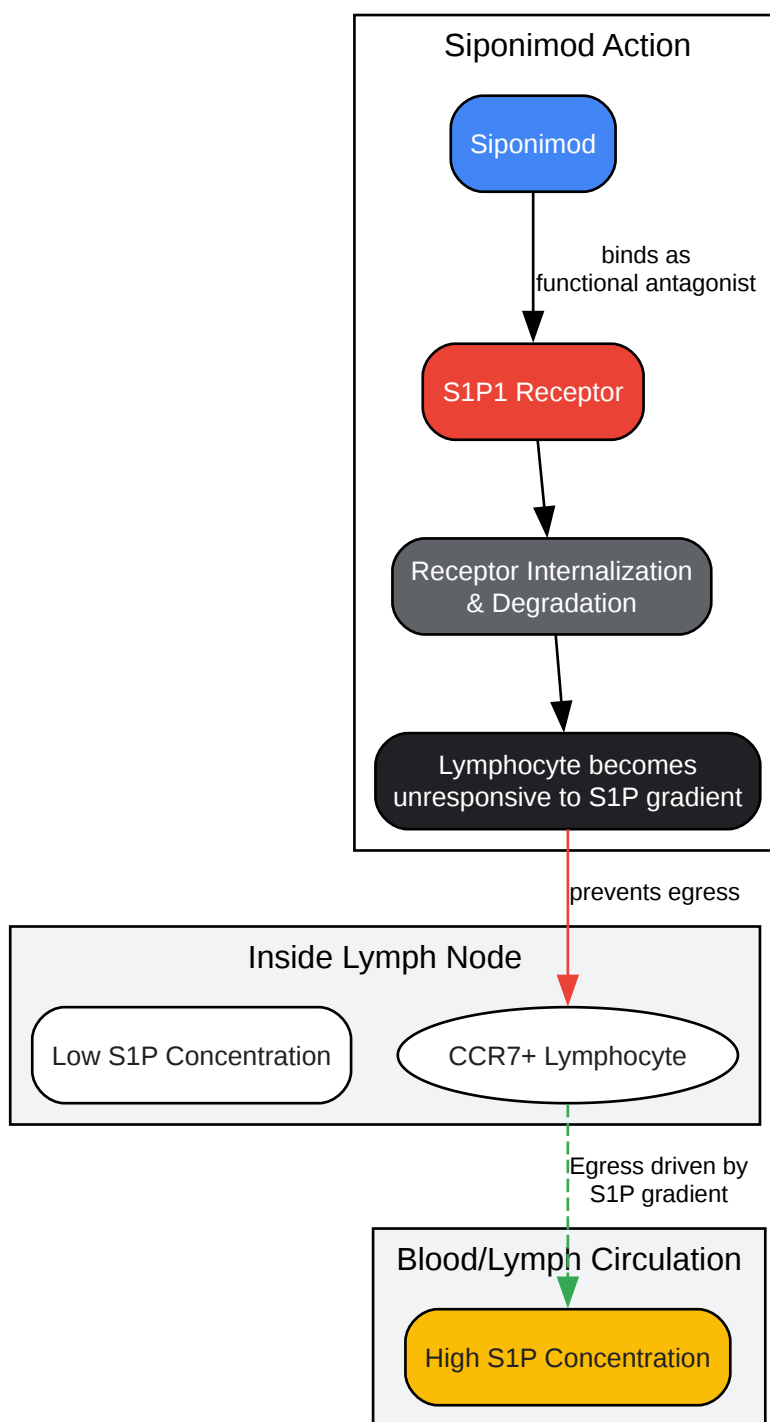 Siponimod Action
Siponimod
binds as
functional antagonist
S1P1 Receptor
Receptor Internalization
& Degradation
Lymphocyte becomes
unresponsive to S1P gradient
prevents egress
Inside Lymph Node
Low S1P Concentration
CCR7+ Lymphocyte
Egress driven by
S1P gradient
Blood/Lymph Circulation
High S1P Concentration